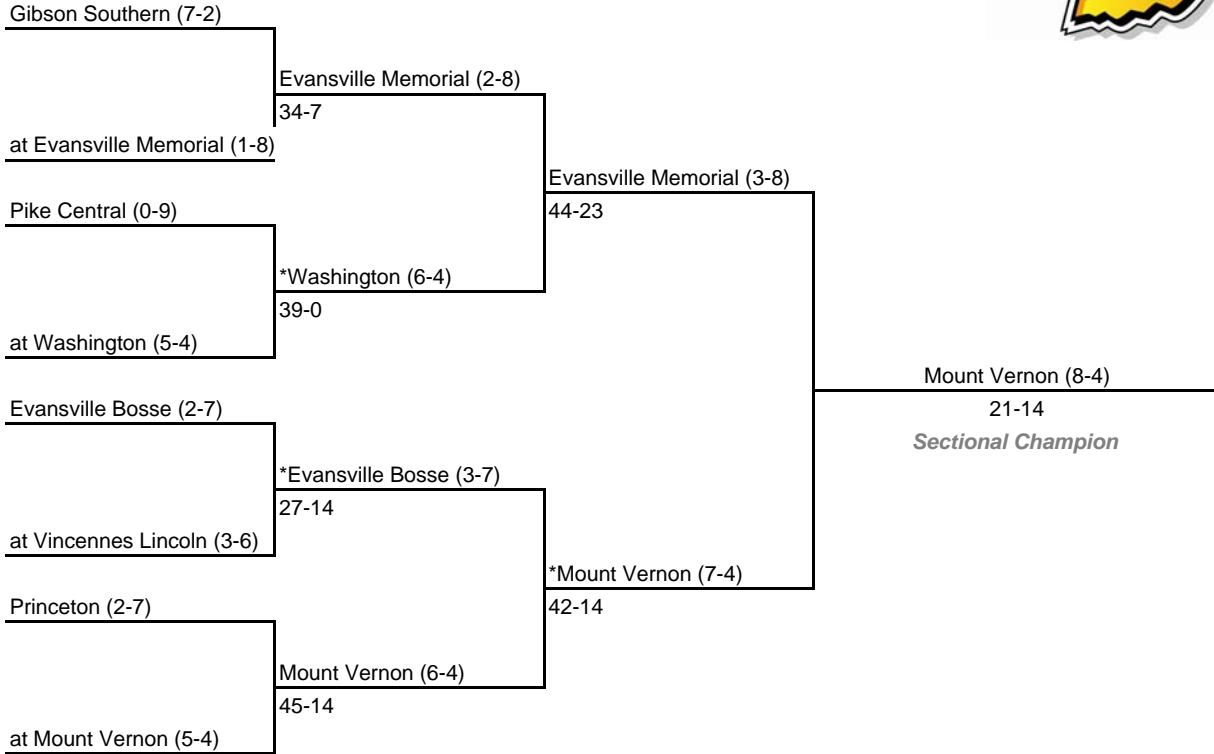 Gibson Southern (7-2)
Evansville Memorial (2-8)
34-7
at Evansville Memorial (1-8)
Evansville Memorial (3-8)
44-23
Pike Central (0-9)
*Washington (6-4)
39-0
at Washington (5-4)
Mount Vernon (8-4)
21-14
Sectional Champion
Evansville Bosse (2-7)
*Evansville Bosse (3-7)
27-14
at Vincennes Lincoln (3-6)
*Mount Vernon (7-4)
42-14
Princeton (2-7)
Mount Vernon (6-4)
45-14
at Mount Vernon (5-4)